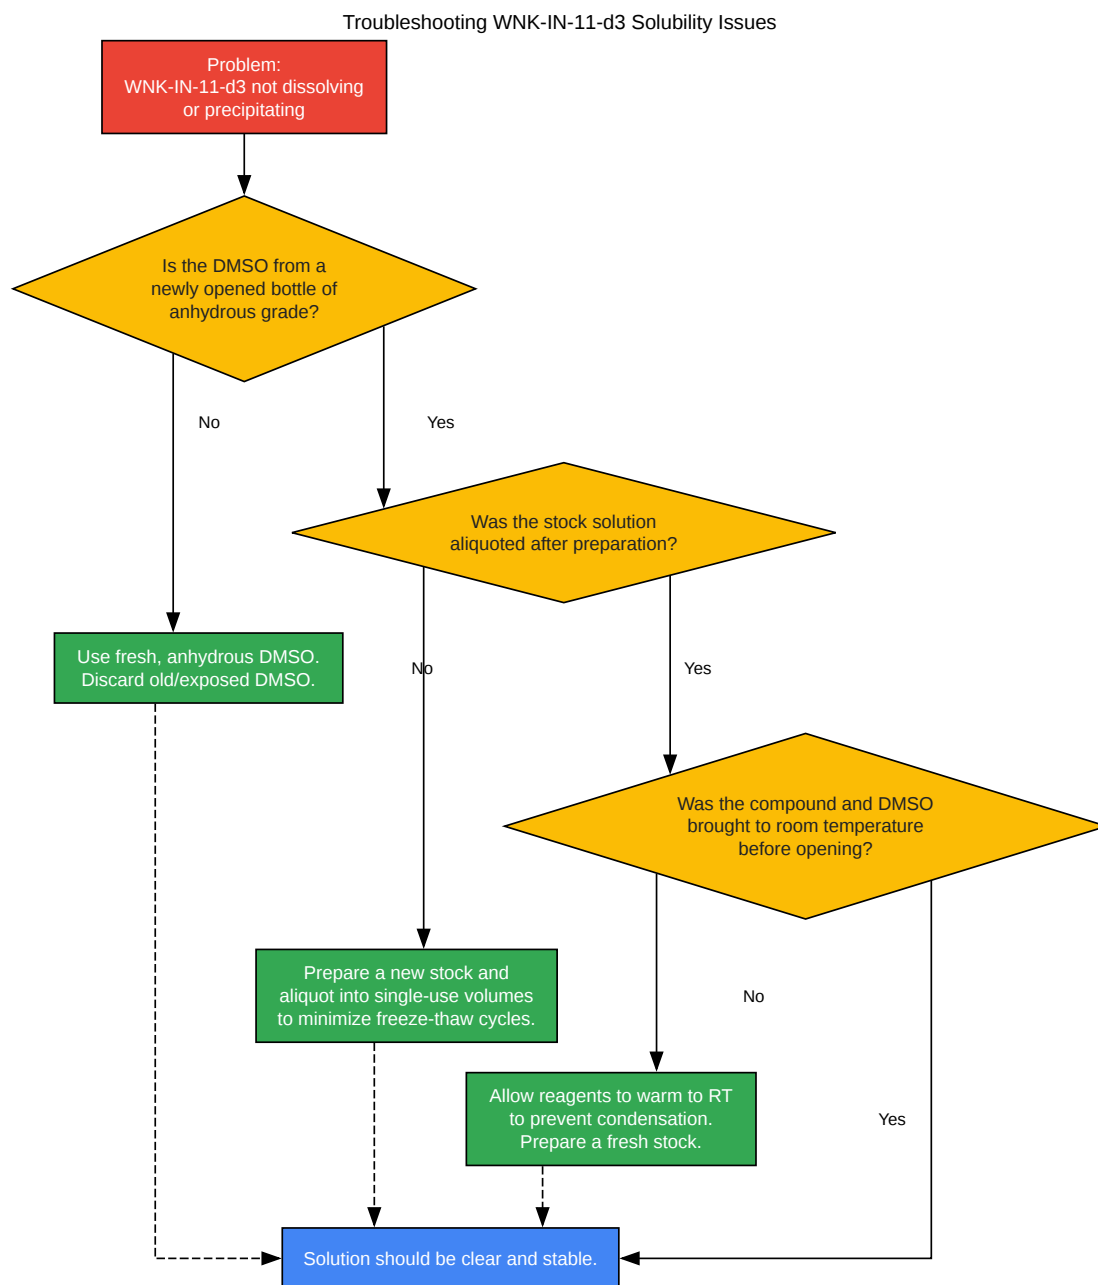 Troubleshooting WNK-IN-11-d3 Solubility Issues
Problem:
WNK-IN-11-d3 not dissolving
or precipitating
Is the DMSO from a
newly opened bottle of
anhydrous grade?
No
Yes
Was the stock solution
aliquoted after preparation?
Use fresh, anhydrous DMSO.
Discard old/exposed DMSO.
No
Yes
Was the compound and DMSO
brought to room temperature
before opening?
Prepare a new stock and
aliquot into single-use volumes
to minimize freeze-thaw cycles.
No
Allow reagents to warm to RT
to prevent condensation.
Prepare a fresh stock.
Yes
Solution should be clear and stable.